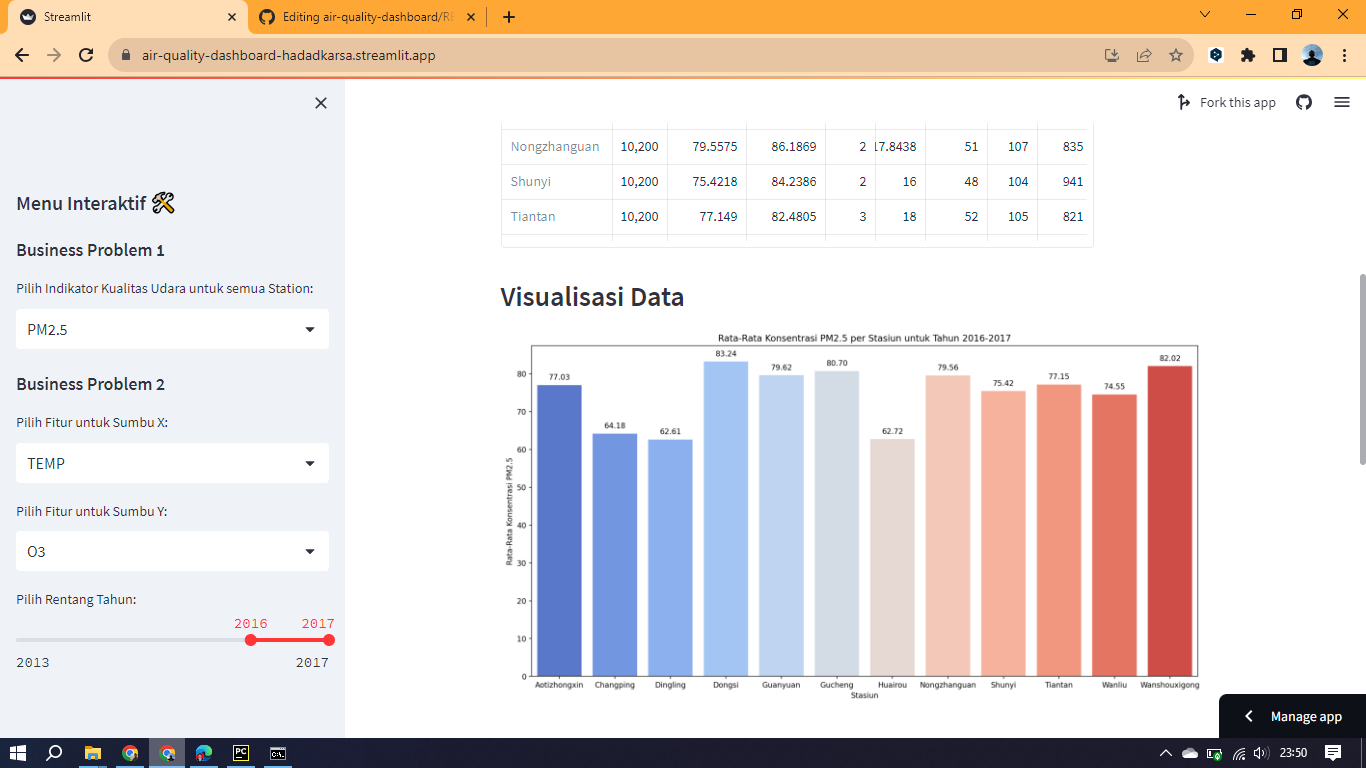 Streamlit
Editing air-quality-dashboard/RE
air-quality-dashboard-hadadkarsa.streamlit.app
Fork this app
Menu Interaktif
Business Problem 1
Pilih Indikator Kualitas Udara untuk semua Station:
PM2.5
Business Problem 2
Pilih Fitur untuk Sumbu X:
TEMP
Pilih Fitur untuk Sumbu Y:
O3
Pilih Rentang Tahun:
2016 2017
2013 2017
Nongzhanguan 10,200 79.5575 86.1869 2 17.8438 51 107 835
Shunyi 10,200 75.4218 84.2386 2 16 48 104 941
Tiantan 10,200 77.149 82.4805 3 18 52 105 821
Visualisasi Data
Rata-Rata Konsentrasi PM2.5 per Stasiun untuk Tahun 2016-2017
Rata-Rata Konsentrasi PM2.5
80
70
60
50
40
30
20
10
0
77.03 64.18 62.61 83.24 79.62 80.70 62.72 79.56 75.42 77.15 74.55 82.02
Aotizhongxin Changping Dingling Dongsi Guanyuan Gucheng Huairou Nongzhanguan Shunyi Tiantan Wanliu Wanshouxigong
Stasiun
Manage app
PC
C:\.
23:50